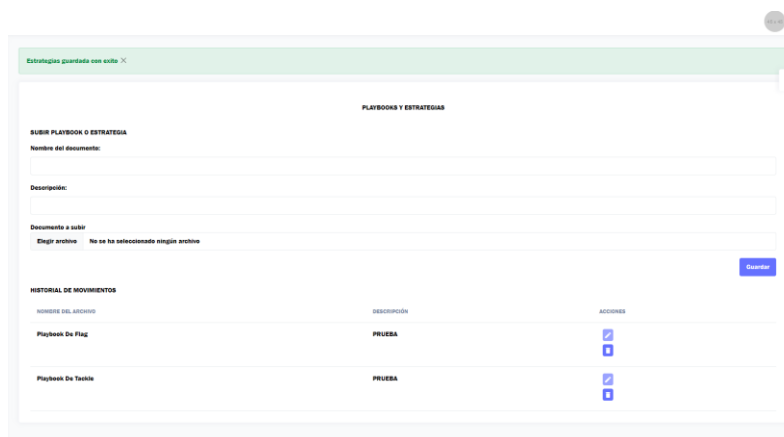 Estrategias guardada con exito ×
PLAYBOOKS Y ESTRATEGIAS
SUBIR PLAYBOOK O ESTRATEGIA
Nombre del documento:
Descripción:
Documento a subir
Elegir archivo No se ha seleccionado ningún archivo
Guardar
HISTORIAL DE MOVIMIENTOS
NOMBRE DEL ARCHIVO DESCRIPCIÓN ACCIONES
Playbook De Flag PRUEBA
Playbook De Tackle PRUEBA